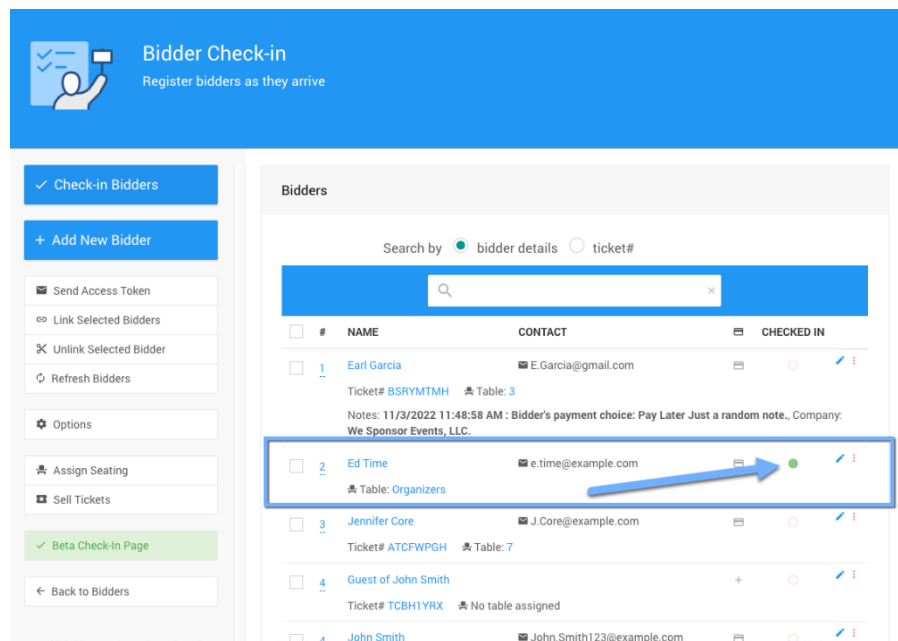 Bidder Check-in
Register bidders as they arrive
Check-in Bidders
Add New Bidder
Send Access Token
Link Selected Bidders
Unlink Selected Bidder
Refresh Bidders
Options
Assign Seating
Sell Tickets
Beta Check-In Page
Back to Bidders
Bidders
Search by bidder details ticket#
# NAME CONTACT CHECKED IN
1 Earl Garcia E.Garcia@gmail.com
Ticket# BSRYMTMH Table: 3
Notes: 11/3/2022 11:48:58 AM : Bidder's payment choice: Pay Later Just a random note., Company:
We Sponsor Events, LLC.
2 Ed Time e.time@example.com
Table: Organizers
3 Jennifer Core J.Core@example.com
Ticket# ATCFWPGH Table: 7
4 Guest of John Smith
Ticket# TCBH1YRX No table assigned
4 John Smith John.Smith123@example.com